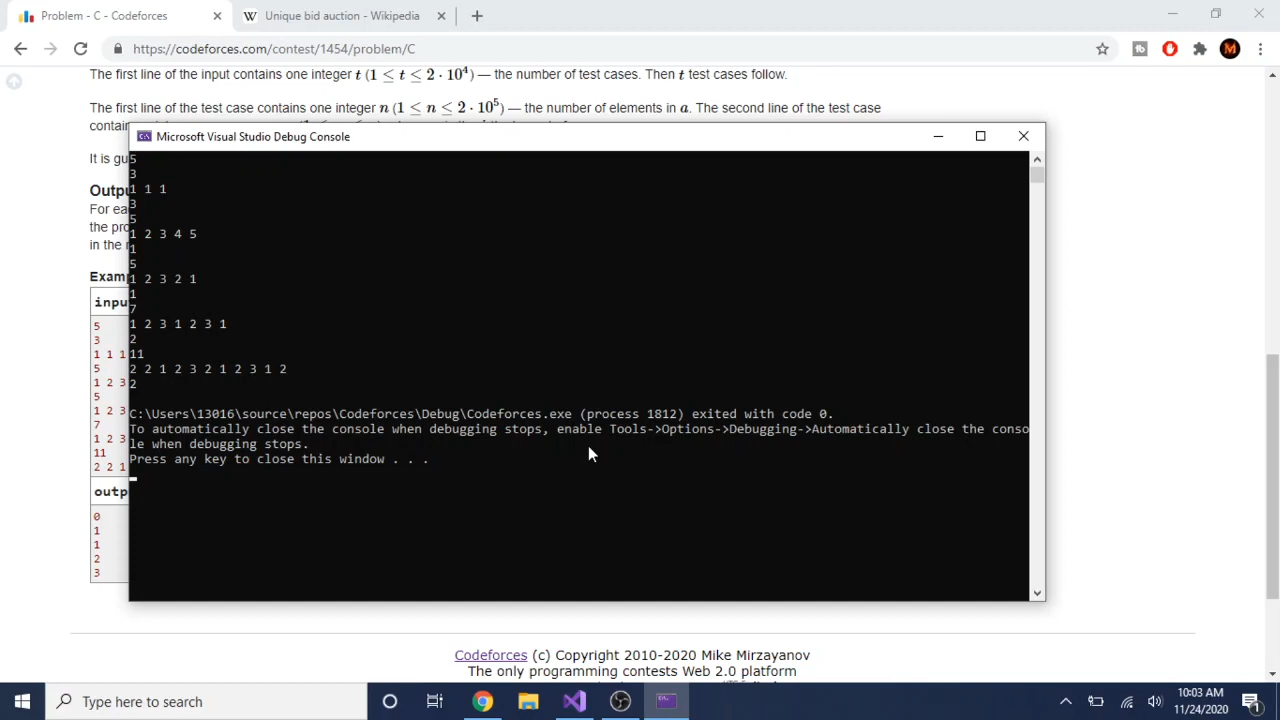 Problem - C - Codeforces
Unique bid auction - Wikipedia
https://codeforces.com/contest/1454/problem/C
The first line of the input contains one integer t (1 ≤ t ≤ 2 · 10⁴) — the number of test cases. Then t test cases follow.
The first line of the test case contains one integer n (1 ≤ n ≤ 2 · 10⁵) — the number of elements in a. The second line of the test case
Microsoft Visual Studio Debug Console
It is
Examp
5
3
1 1 1
3
5
1 2 3 4 5
1
5
1 2 3 2 1
1
7
1 2 3 1 2 3 1
2
11
2 2 1 2 3 2 1 2 3 1 2
2
C:\Users\13016\source\repos\Codeforces\Debug\Codeforces.exe (process 1812) exited with code 0.
To automatically close the console when debugging stops, enable Tools->Options->Debugging->Automatically close the conso
le when debugging stops.
Press any key to close this window . . .
For ea
the pro
in the
5
3
1 1 1
5
1 2 3
5
1 2 3
7
1 2 3
11
2 2 1
0
1
1
2
3
Codeforces (c) Copyright 2010-2020 Mike Mirzayanov
The only programming contests Web 2.0 platform
Type here to search
10:03 AM
11/24/2020